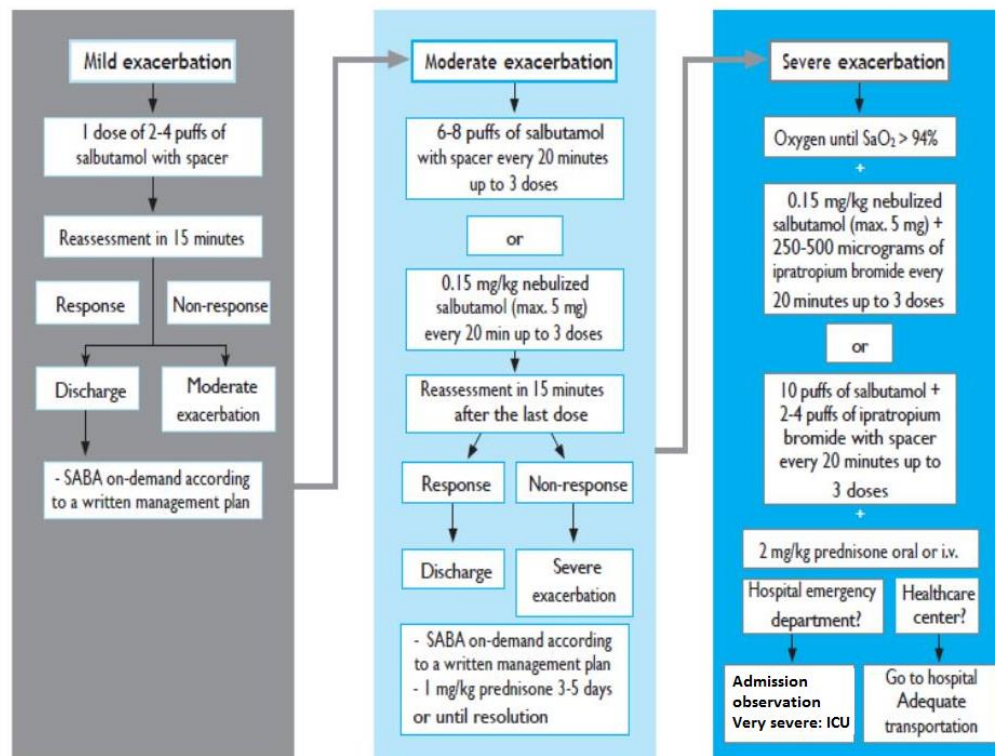 Mild exacerbation
1 dose of 2-4 puffs of
salbutamol with spacer
Reassessment in 15 minutes
Response
Non-response
Discharge
Moderate
exacerbation
- SABA on-demand according
to a written management plan
Moderate exacerbation
6-8 puffs of salbutamol
with spacer every 20 minutes
up to 3 doses
or
0.15 mg/kg nebulized
salbutamol (max. 5 mg)
every 20 min up to 3 doses
Reassessment in 15 minutes
after the last dose
Response
Non-response
Discharge
Severe
exacerbation
- SABA on-demand according
to a written management plan
- 1 mg/kg prednisone 3-5 days
or until resolution
Severe exacerbation
Oxygen until SaO₂ > 94%
+
0.15 mg/kg nebulized
salbutamol (max. 5 mg) +
250-500 micrograms of
ipratropium bromide every
20 minutes up to 3 doses
or
10 puffs of salbutamol +
2-4 puffs of ipratropium
bromide with spacer
every 20 minutes up to
3 doses
+
2 mg/kg prednisone oral or i.v.
Hospital emergency
department?
Healthcare
center?
Admission
observation
Very severe: ICU
Go to hospital
Adequate
transportation